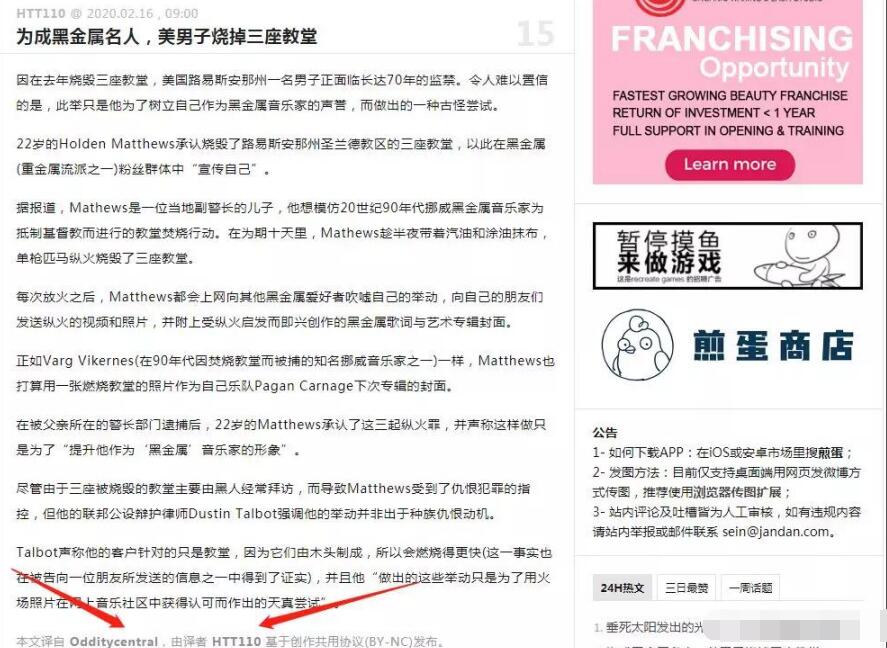 HTT110 @ 2020.02.16 , 09:00
为成黑金属名人，美男子烧掉三座教堂
15
因在去年烧毁三座教堂，美国路易斯安那州一名男子正面临长达70年的监禁。令人难以置信
的是，此举只是他为了树立自己作为黑金属音乐家的声誉，而做出的一种古怪尝试。
22岁的Holden Matthews承认烧毁了路易斯安那州圣兰德教区的三座教堂，以此在黑金属
(重金属流派之一)粉丝群体中“宣传自己”。
据报道，Mathews是一位当地副警长的儿子，他想模仿20世纪90年代挪威黑金属音乐家为
抵制基督教而进行的教堂焚烧行动。在为期十天里，Mathews趁半夜带着汽油和涂油抹布，
单枪匹马纵火烧毁了三座教堂。
每次放火之后，Matthews都会上网向其他黑金属爱好者吹嘘自己的举动，向自己的朋友们
发送纵火的视频和照片，并附上受纵火启发而即兴创作的黑金属歌词与艺术专辑封面。
正如Varg Vikernes(在90年代因焚烧教堂而被捕的知名挪威音乐家之一)一样，Matthews也
打算用一张燃烧教堂的照片作为自己乐队Pagan Carnage下次专辑的封面。
在被父亲所在的警长部门逮捕后，22岁的Matthews承认了这三起纵火罪，并声称这样做只
是为了“提升他作为‘黑金属’音乐家的形象”。
尽管由于三座被烧毁的教堂主要由黑人经常拜访，而导致Matthews受到了仇恨犯罪的指
控，但他的联邦公设辩护律师Dustin Talbot强调他的举动并非出于种族仇恨动机。
Talbot声称他的客户针对的只是教堂，因为它们由木头制成，所以会燃烧得更快(这一事实也
在被告向一位朋友所发送的信息之一中得到了证实)，并且他“做出的这些举动只是为了用火
场照片在网上音乐社区中获得认可而作出的天真尝试”。
本文译自 Odditycentral，由译者 HTT110 基于创作共用协议(BY-NC)发布。
FRANCHISING
Opportunity
FASTEST GROWING BEAUTY FRANCHISE
RETURN OF INVESTMENT < 1 YEAR
FULL SUPPORT IN OPENING & TRAINING
Learn more
暂停摸鱼
来做游戏
这是recreate games 的招聘广告
煎蛋商店
公告
1- 如何下载APP：在iOS或安卓市场里搜煎蛋；
2- 发图方法：目前仅支持桌面端用网页发微博方
式传图，推荐使用浏览器传图扩展；
3- 站内评论及吐槽皆为人工审核，如有违规内容
请站内举报或邮件联系 sein@jandan.com。
24H热文 三日最赞 一周话题
1. 垂死太阳发出的光